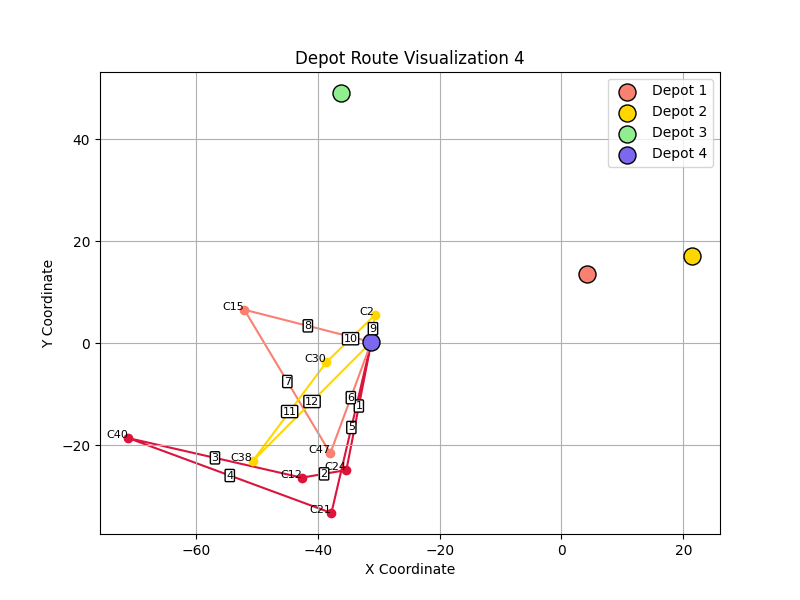 Depot Route Visualization 4
Depot 1
Depot 2
Depot 3
Depot 4
40
20
0
−20
−60
−40
−20
0
20
Y Coordinate
X Coordinate
C2
C15
C30
C40
C38
C47
C24
C12
C21
1
2
3
4
5
6
7
8
9
10
11
12